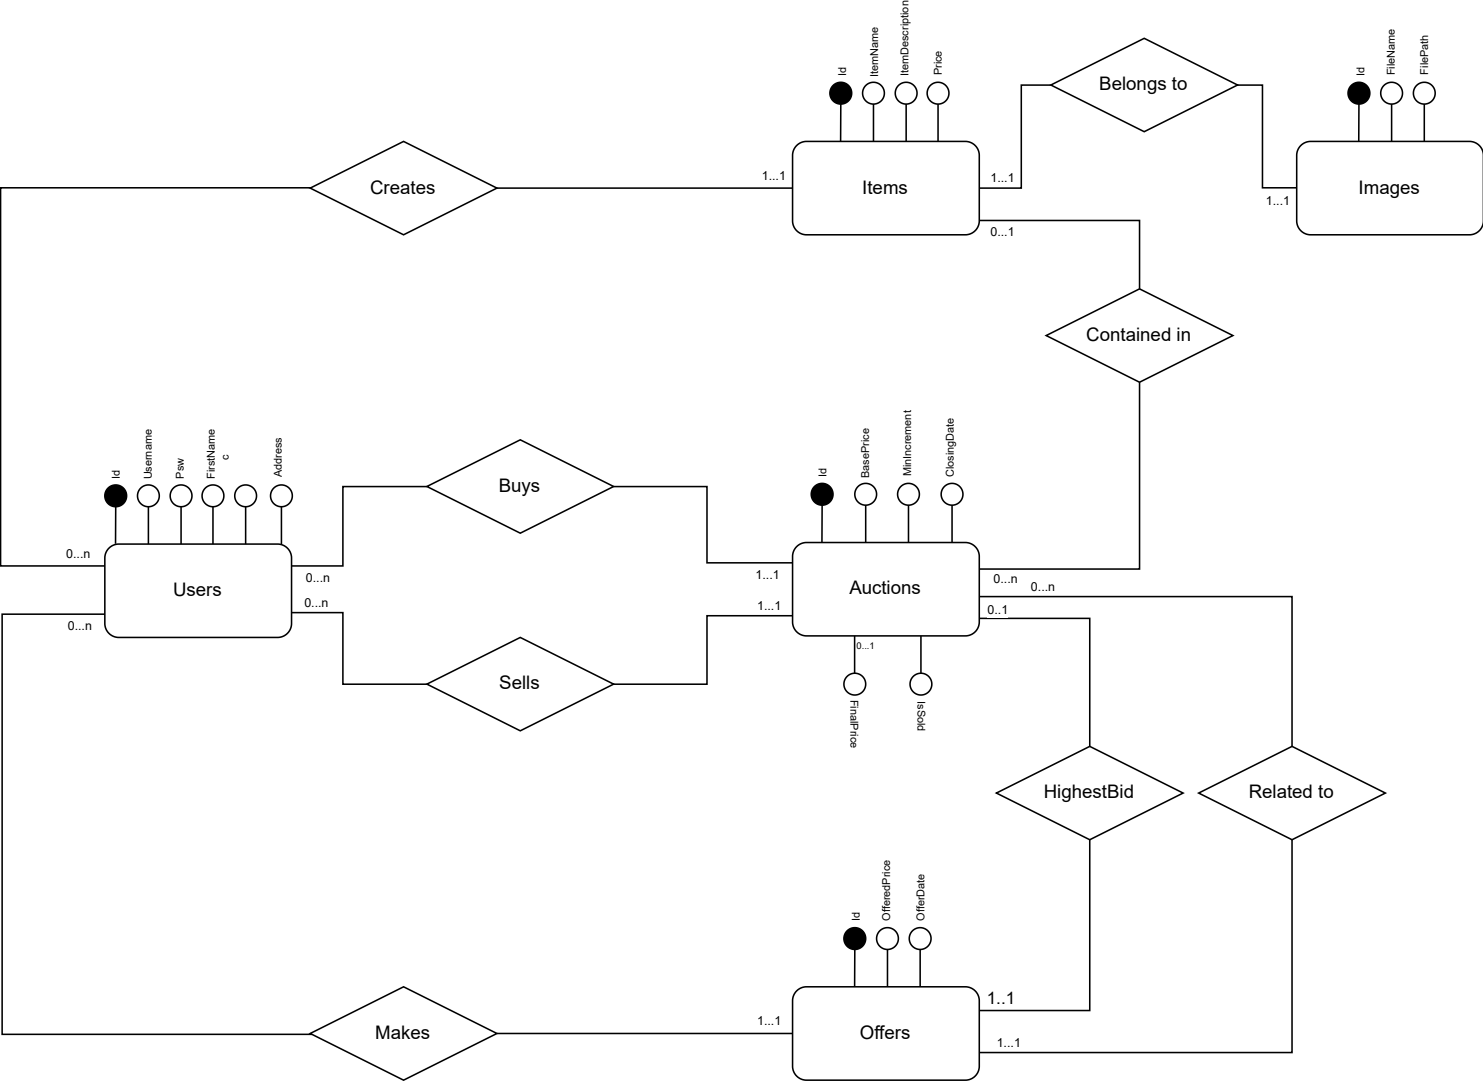 Id
ItemName
ItemDescription
Price
Id
FileName
FilePath
Belongs to
Creates
1...1
Items
1...1
1...1
Images
0...1
Contained in
Id
Username
Psw
FirstName
c
Address
Buys
Id
BasePrice
MinIncrement
ClosingDate
0...n
0...n
Users
0...n
0...n
1...1
1...1
Auctions
0...n
0...n
0..1
0...n
Sells
0...1
FinalPrice
IsSold
HighestBid
Related to
Id
OfferedPrice
OfferDate
Makes
1...1
Offers
1..1
1...1